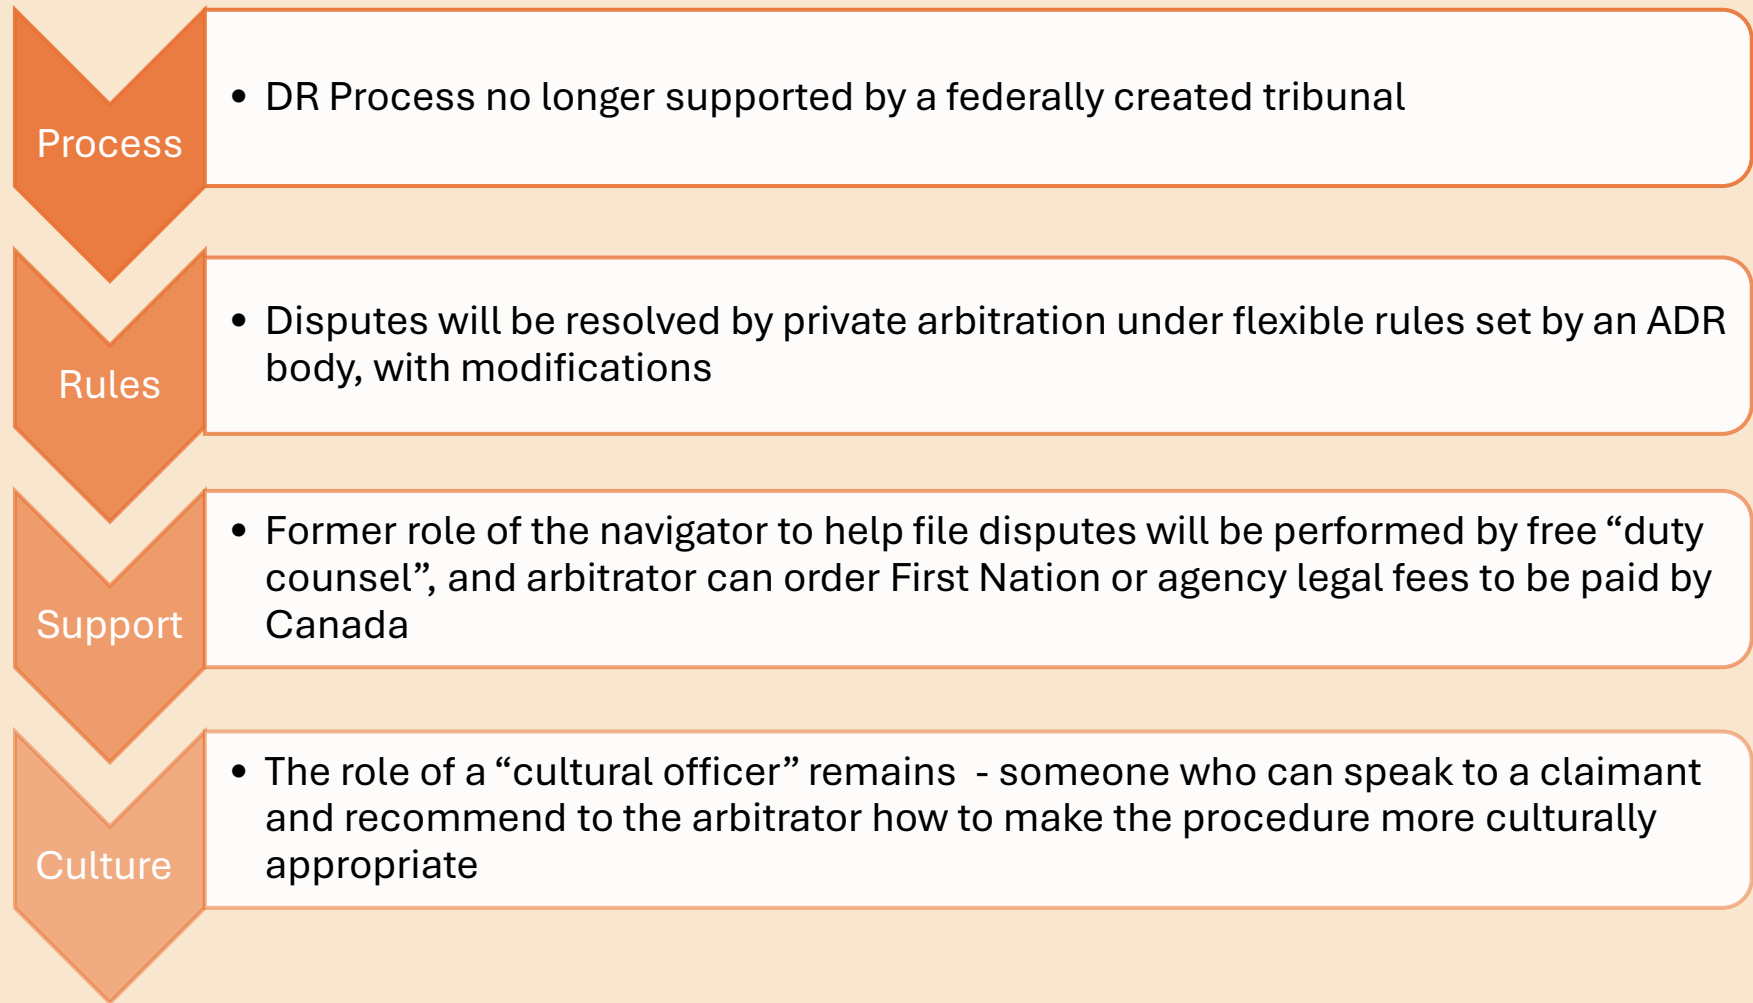 Process
• DR Process no longer supported by a federally created tribunal
Rules
• Disputes will be resolved by private arbitration under flexible rules set by an ADR
body, with modifications
Support
• Former role of the navigator to help file disputes will be performed by free “duty
counsel”, and arbitrator can order First Nation or agency legal fees to be paid by
Canada
Culture
• The role of a “cultural officer” remains  - someone who can speak to a claimant
and recommend to the arbitrator how to make the procedure more culturally
appropriate